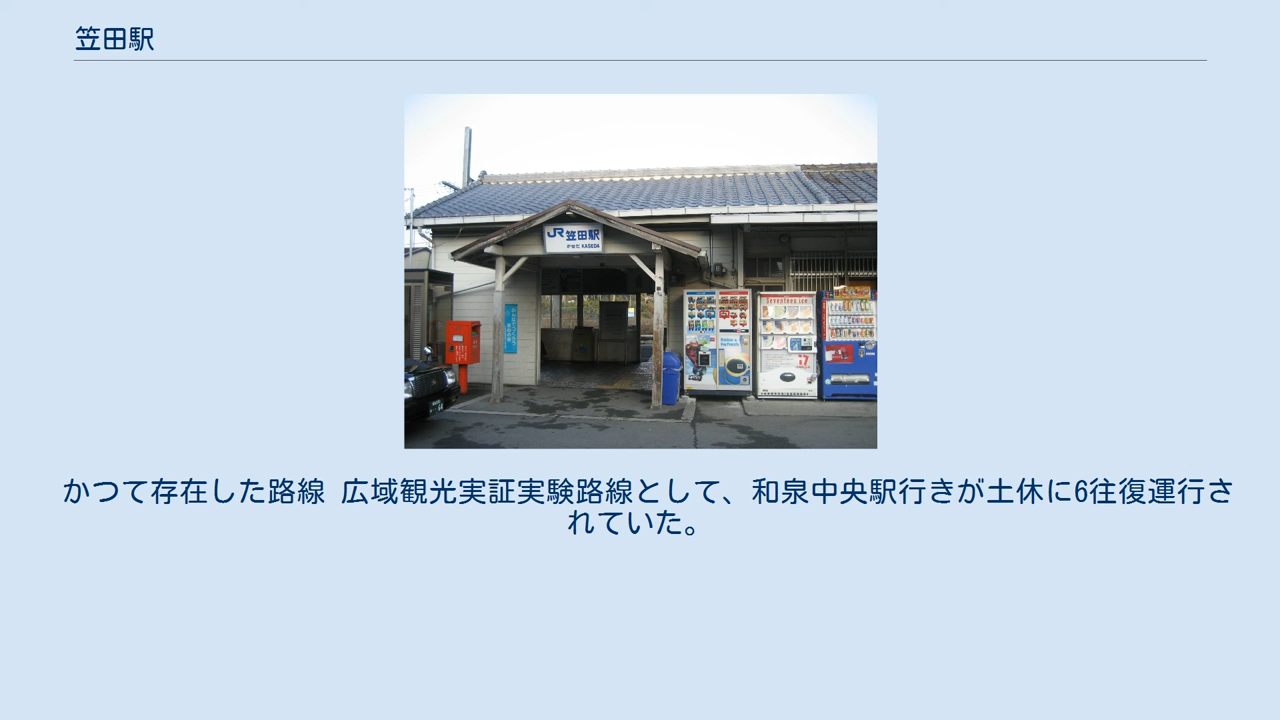 笠田駅
JR笠田駅
かせだ KASEDA
Seventeen ice
かつて存在した路線 広域観光実証実験路線として、和泉中央駅行きが土休に6往復運行さ
れていた。